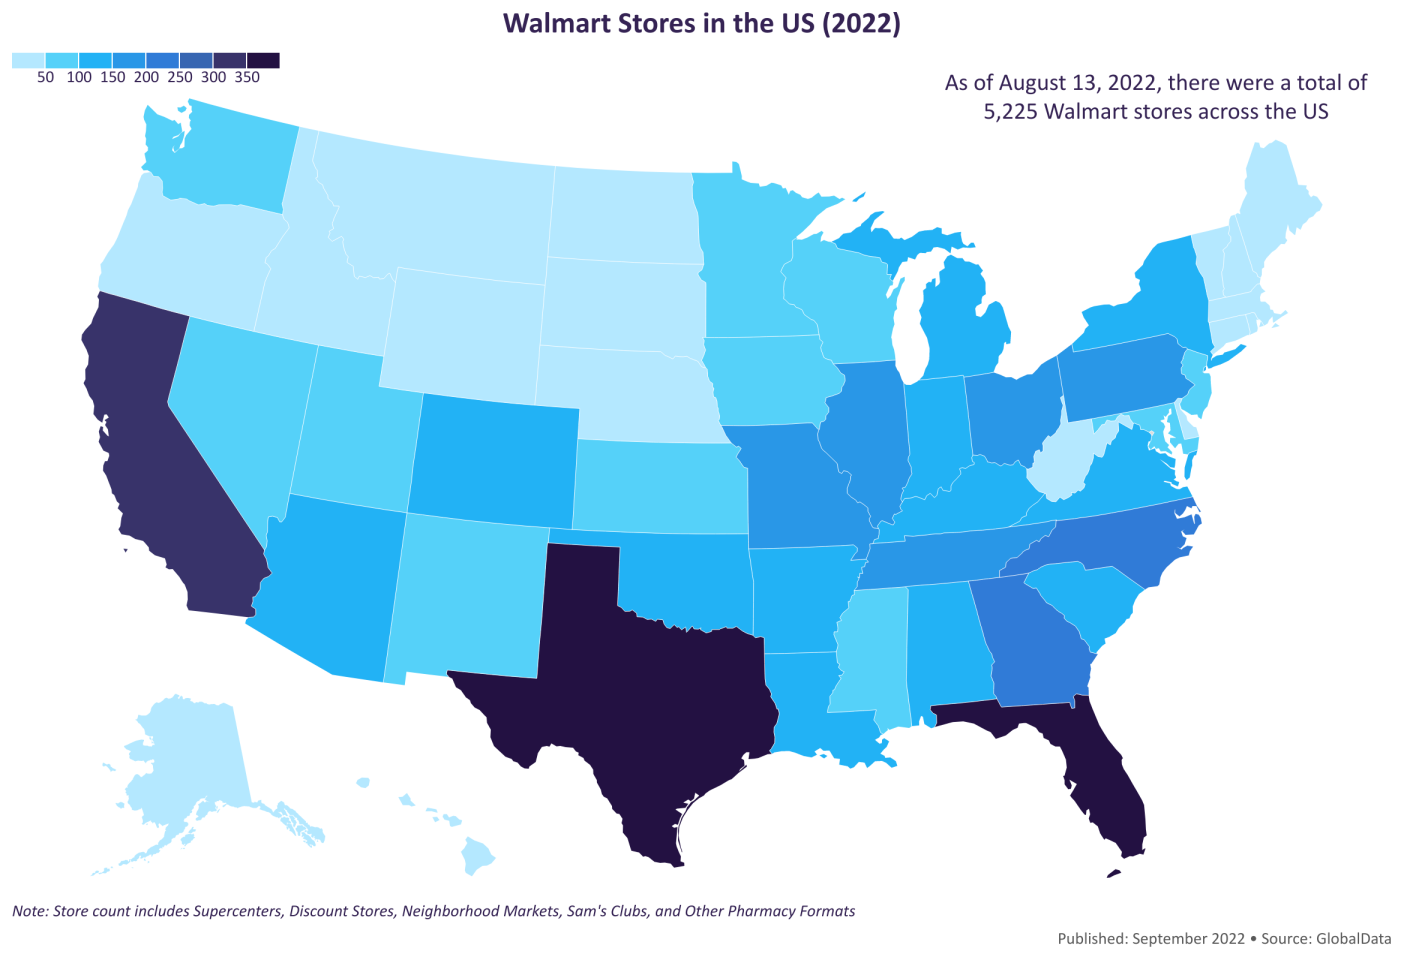 Walmart Stores in the US (2022)
50 100 150 200 250 300 350
As of August 13, 2022, there were a total of
5,225 Walmart stores across the US
Note: Store count includes Supercenters, Discount Stores, Neighborhood Markets, Sam's Clubs, and Other Pharmacy Formats
Published: September 2022 • Source: GlobalData